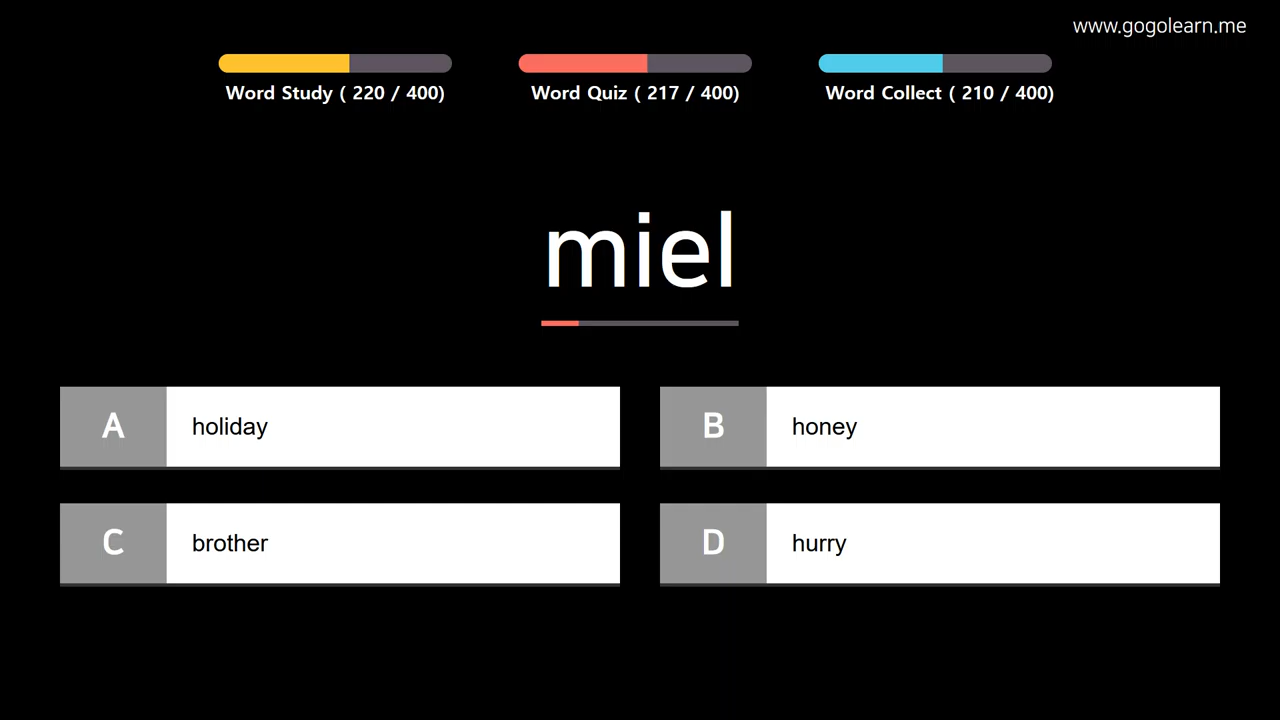 www.gogolearn.me
Word Study ( 220 / 400)
Word Quiz ( 217 / 400)
Word Collect ( 210 / 400)
miel
A holiday
B honey
C brother
D hurry